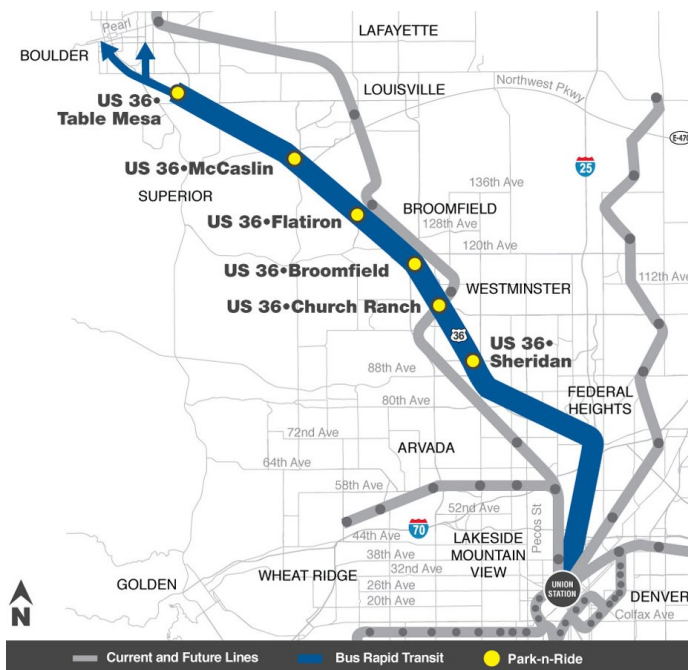 Pearl
BOULDER
LAFAYETTE
LOUISVILLE
Northwest Pkwy
US 36•
Table Mesa
E-470
US 36•McCaslin
SUPERIOR
25
136th Ave
US 36•Flatiron
BROOMFIELD
128th Ave
120th Ave
US 36•Broomfield
112th Ave
WESTMINSTER
US 36•Church Ranch
36
US 36•
Sheridan
88th Ave
80th Ave
FEDERAL
HEIGHTS
72nd Ave
ARVADA
64th Ave
58th Ave
52nd Ave
Pecos St
70
44th Ave
LAKESIDE
MOUNTAIN
VIEW
38th Ave
32nd Ave
WHEAT RIDGE
26th Ave
20th Ave
GOLDEN
UNION
STATION
DENVER
Colfax Ave
N
Current and Future Lines
Bus Rapid Transit
Park-n-Ride